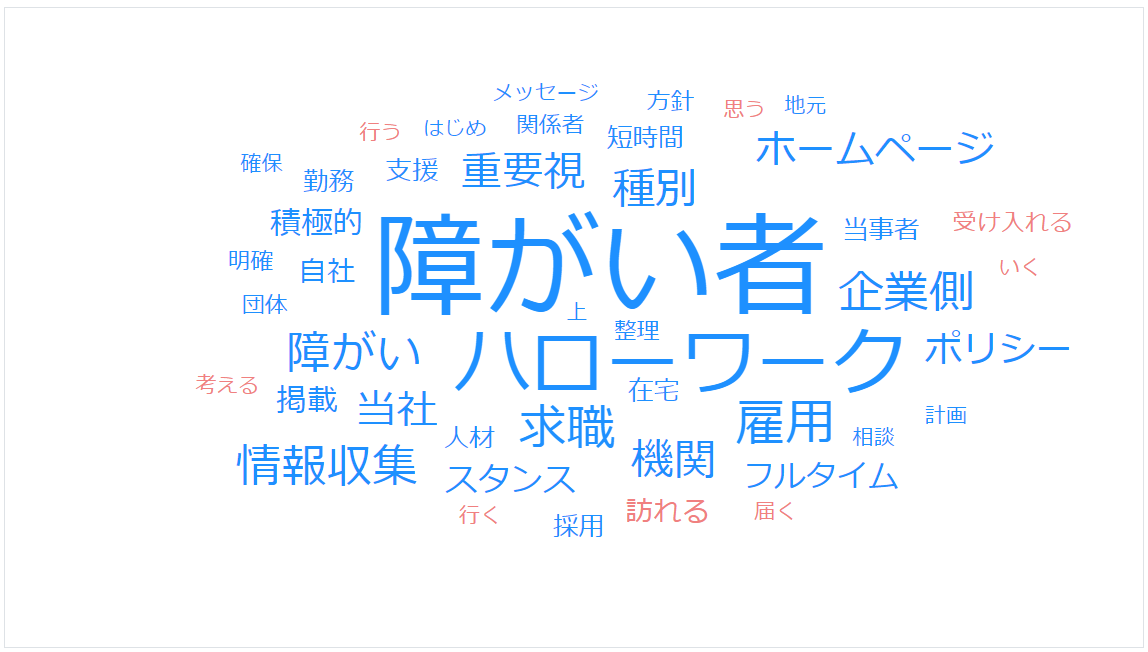 メッセージ 方針 思う 地元
行う はじめ 関係者 短時間 ホームページ
確保 勤務 支援 重要視 種別
積極的 障がい者 当事者 受け入れる
明確 自社 企業側 いく
団体 上 整理
障がい ハローワーク ポリシー
考える 掲載 当社 在宅
人材 求職 雇用 相談 計画
情報収集 スタンス 機関 フルタイム
行く 採用 訪れる 届く